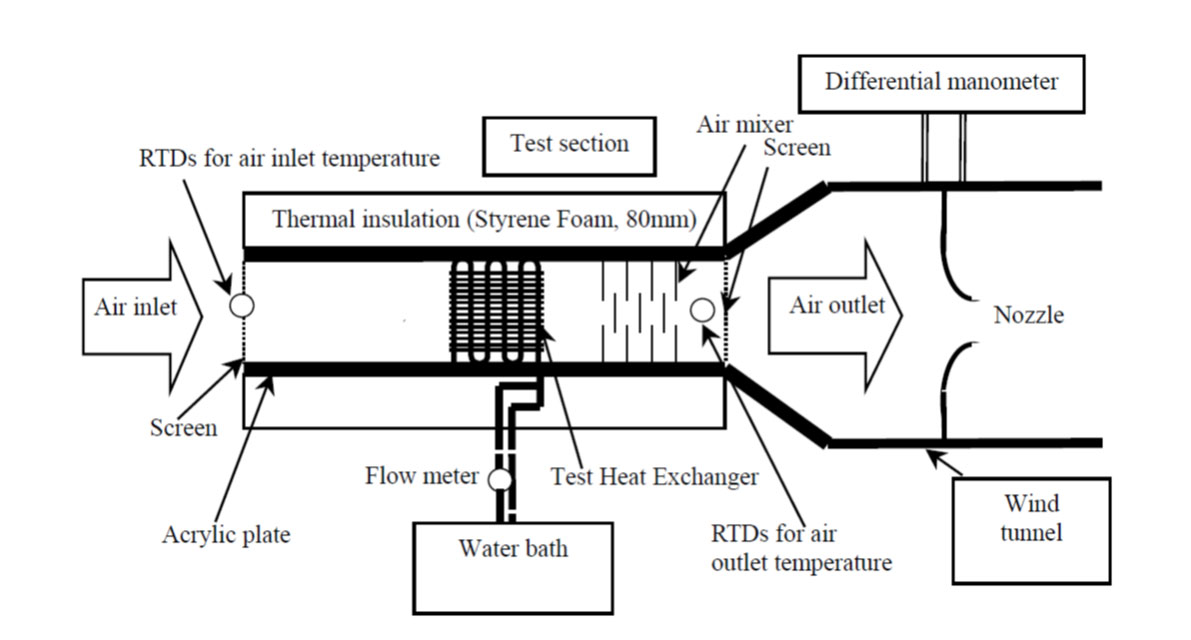 Differential manometer
Air mixer
Test section
Screen
RTDs for air inlet temperature
Thermal insulation (Styrene Foam, 80mm)
Air inlet
Air outlet
Nozzle
Screen
Flow meter
Test Heat Exchanger
Wind
tunnel
Acrylic plate
Water bath
RTDs for air
outlet temperature